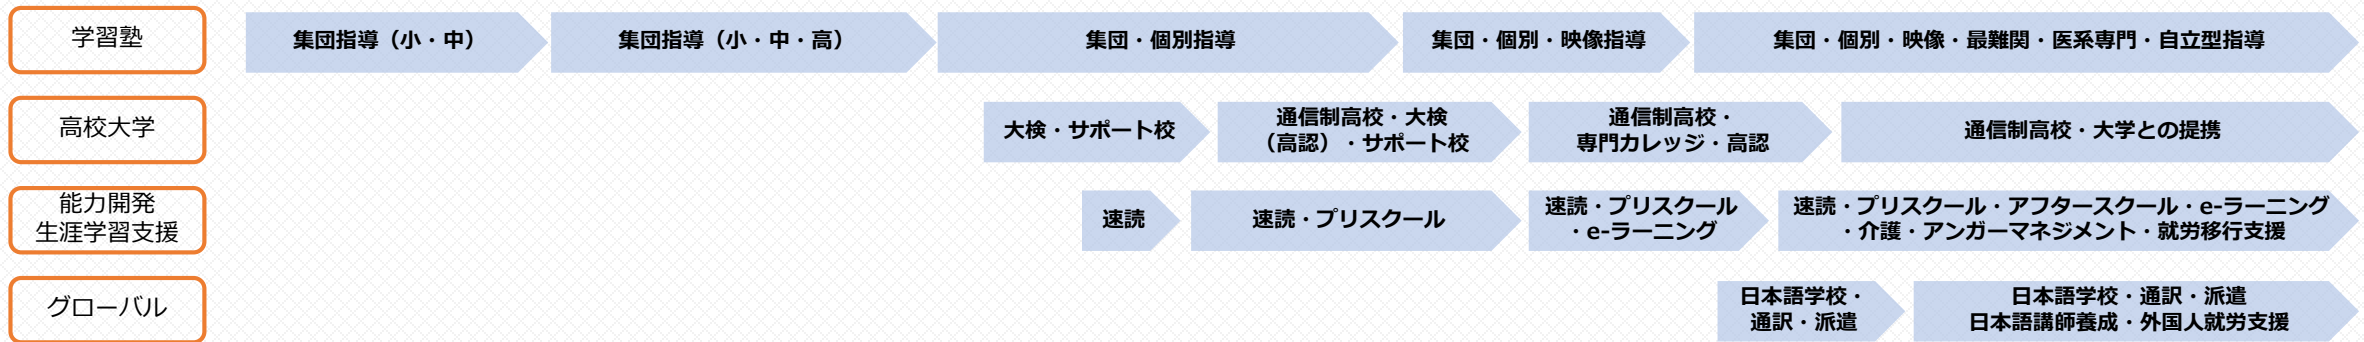 学習塾
集団指導（小・中）
集団指導（小・中・高）
集団・個別指導
集団・個別・映像指導
集団・個別・映像・最難関・医系専門・自立型指導
高校大学
大検・サポート校
通信制高校・大検
（高認）・サポート校
通信制高校・
専門カレッジ・高認
通信制高校・大学との提携
能力開発
生涯学習支援
速読
速読・プリスクール
速読・プリスクール
・e-ラーニング
速読・プリスクール・アフタースクール・e-ラーニング
・介護・アンガーマネジメント・就労移行支援
グローバル
日本語学校・
通訳・派遣
日本語学校・通訳・派遣
日本語講師養成・外国人就労支援